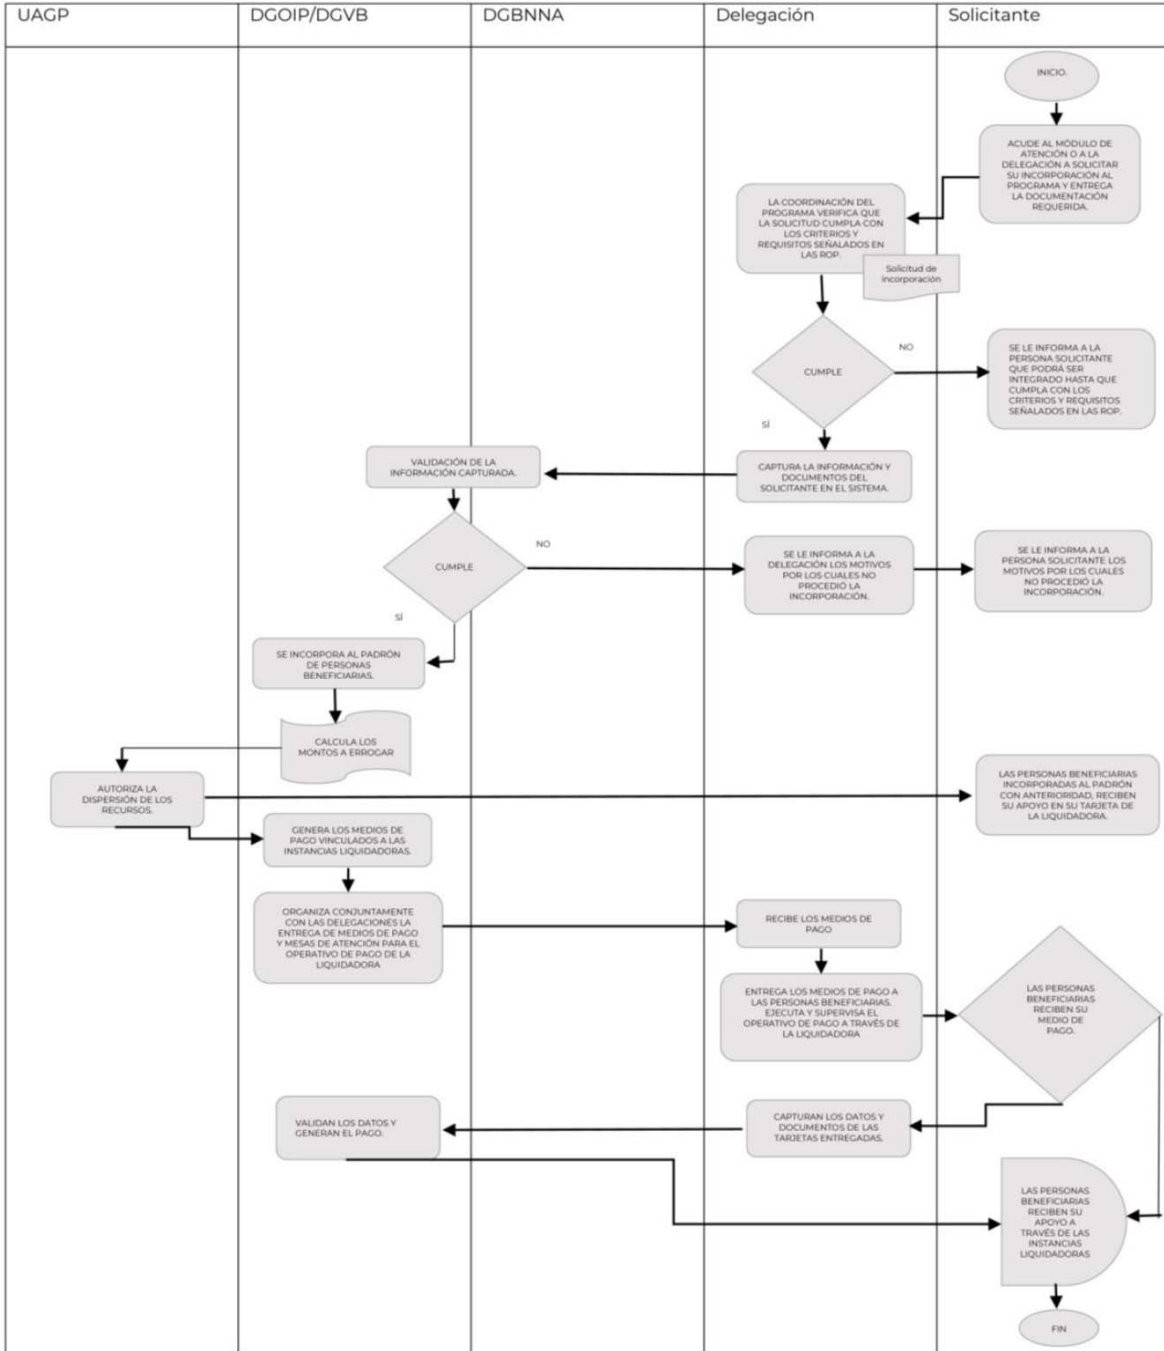 UAGP
DGOIP/DGVB
DGBNNA
Delegación
Solicitante
INICIO.
ACUDE AL MÓDULO DE
ATENCIÓN O A LA
DELEGACIÓN A SOLICITAR
SU INCORPORACIÓN AL
PROGRAMA Y ENTREGA
LA DOCUMENTACIÓN
REQUERIDA.
LA COORDINACIÓN DEL
PROGRAMA VERIFICA QUE
LA SOLICITUD CUMPLA CON
LOS CRITERIOS Y
REQUISITOS SEÑALADOS EN
LAS ROP.
Solicitud de
incorporación
CUMPLE
NO
SE LE INFORMA A LA
PERSONA SOLICITANTE
QUE PODRÁ SER
INTEGRADO HASTA QUE
CUMPLA CON LOS
CRITERIOS Y REQUISITOS
SEÑALADOS EN LAS ROP.
SÍ
CAPTURA LA INFORMACIÓN Y
DOCUMENTOS DEL
SOLICITANTE EN EL SISTEMA.
VALIDACIÓN DE LA
INFORMACIÓN CAPTURADA.
CUMPLE
NO
SE LE INFORMA A LA
DELEGACIÓN LOS MOTIVOS
POR LOS CUALES NO
PROCEDIÓ LA
INCORPORACIÓN.
SE LE INFORMA A LA
PERSONA SOLICITANTE LOS
MOTIVOS POR LOS CUALES
NO PROCEDIÓ LA
INCORPORACIÓN.
SÍ
SE INCORPORA AL PADRÓN
DE PERSONAS
BENEFICIARIAS.
CALCULA LOS
MONTOS A ERROGAR
AUTORIZA LA
DISPERSIÓN DE LOS
RECURSOS.
LAS PERSONAS BENEFICIARIAS
INCORPORADAS AL PADRÓN
CON ANTERIORIDAD, RECIBEN
SU APOYO EN SU TARJETA DE
LA LIQUIDADORA.
GENERA LOS MEDIOS DE
PAGO VINCULADOS A LAS
INSTANCIAS LIQUIDADORAS.
ORGANIZA CONJUNTAMENTE
CON LAS DELEGACIONES LA
ENTREGA DE MEDIOS DE PAGO
Y MESAS DE ATENCIÓN PARA EL
OPERATIVO DE PAGO DE LA
LIQUIDADORA
RECIBE LOS MEDIOS DE
PAGO
ENTREGA LOS MEDIOS DE PAGO A
LAS PERSONAS BENEFICIARIAS.
EJECUTA Y SUPERVISA EL
OPERATIVO DE PAGO A TRAVÉS DE
LA LIQUIDADORA
LAS PERSONAS
BENEFICIARIAS
RECIBEN SU
MEDIO DE
PAGO.
CAPTURAN LOS DATOS Y
DOCUMENTOS DE LAS
TARJETAS ENTREGADAS.
VALIDAN LOS DATOS Y
GENERAN EL PAGO.
LAS PERSONAS
BENEFICIARIAS
RECIBEN SU
APOYO A
TRAVÉS DE LAS
INSTANCIAS
LIQUIDADORAS
FIN